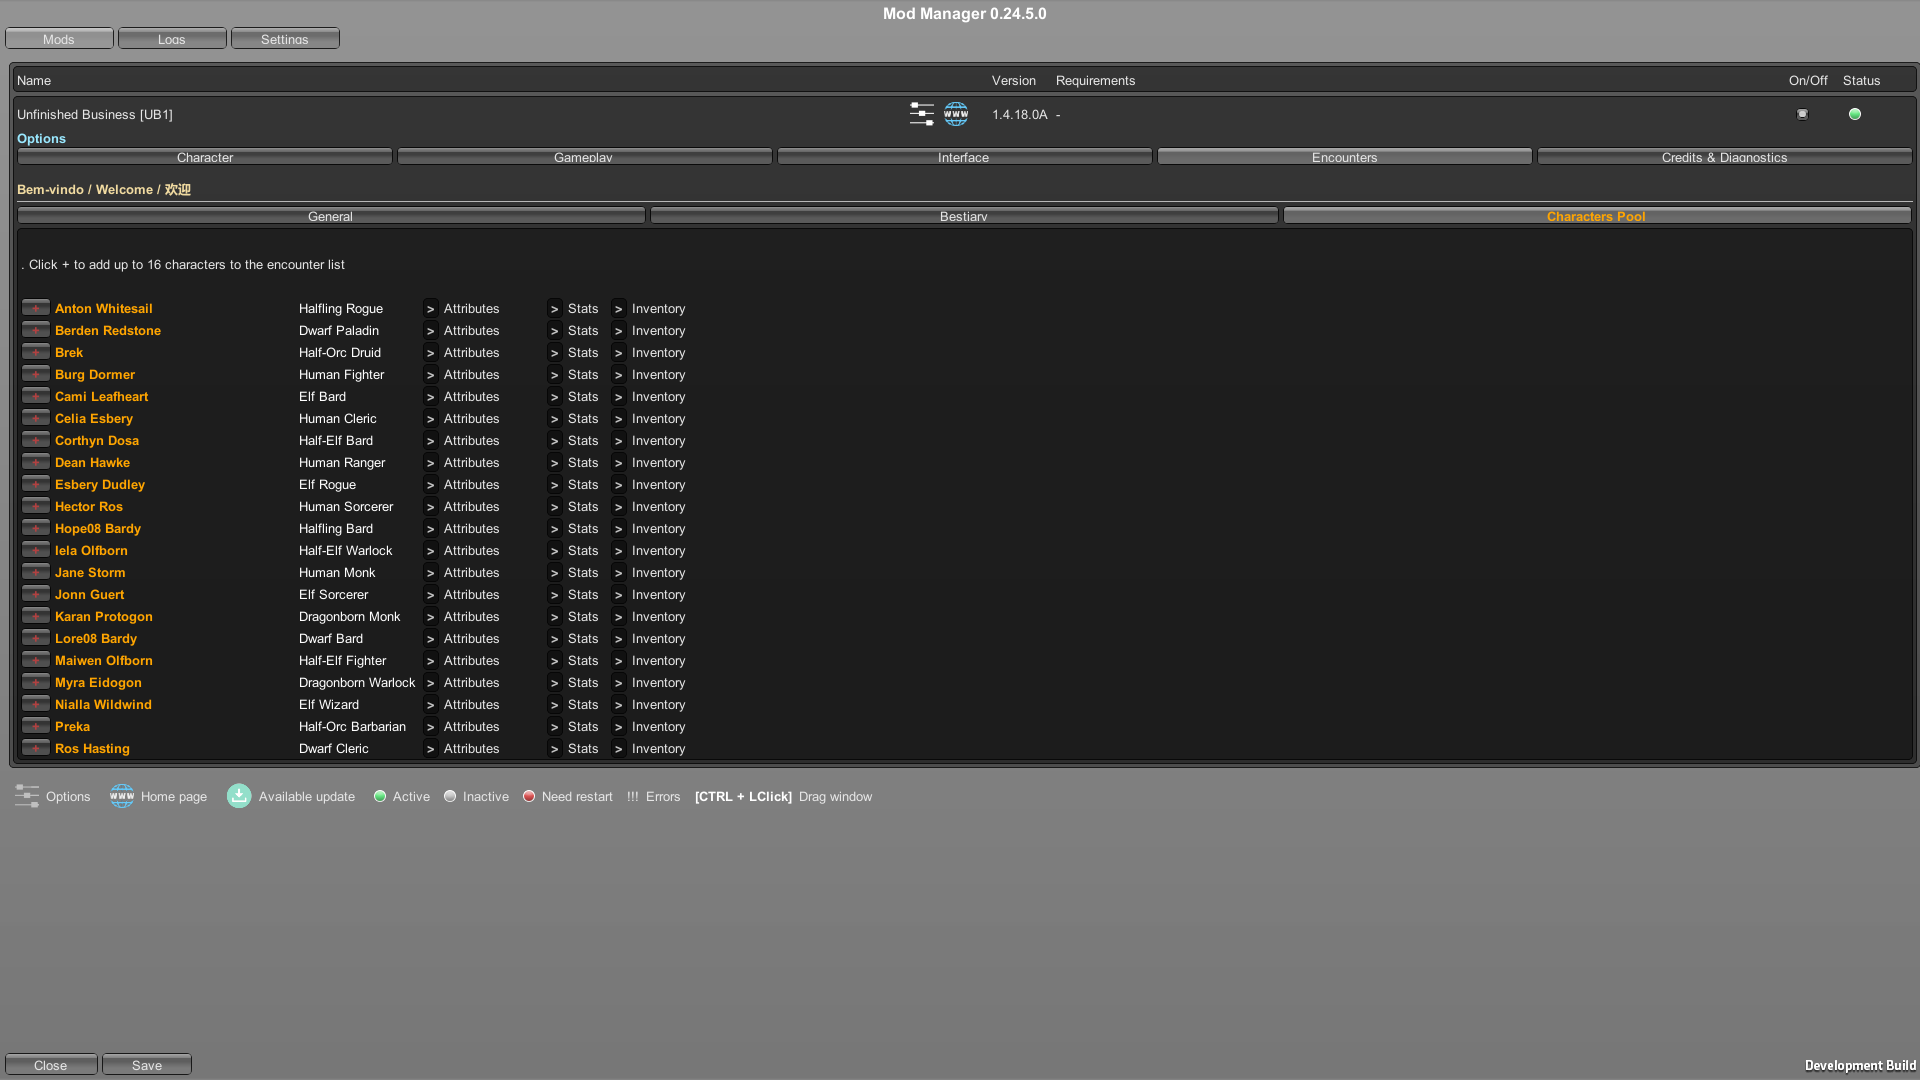 Mod Manager 0.24.5.0
Mods Logs Settings
Name Version Requirements On/Off Status
Unfinished Business [UB1] www 1.4.18.0A -
Options
Character Gameplay Interface Encounters Credits & Diagnostics
Bem-vindo / Welcome / 欢迎
General Bestiary Characters Pool
. Click + to add up to 16 characters to the encounter list
+ Anton Whitesail Halfling Rogue > Attributes > Stats > Inventory
+ Berden Redstone Dwarf Paladin > Attributes > Stats > Inventory
+ Brek Half-Orc Druid > Attributes > Stats > Inventory
+ Burg Dormer Human Fighter > Attributes > Stats > Inventory
+ Cami Leafheart Elf Bard > Attributes > Stats > Inventory
+ Celia Esbery Human Cleric > Attributes > Stats > Inventory
+ Corthyn Dosa Half-Elf Bard > Attributes > Stats > Inventory
+ Dean Hawke Human Ranger > Attributes > Stats > Inventory
+ Esbery Dudley Elf Rogue > Attributes > Stats > Inventory
+ Hector Ros Human Sorcerer > Attributes > Stats > Inventory
+ Hope08 Bardy Halfling Bard > Attributes > Stats > Inventory
+ Iela Olfborn Half-Elf Warlock > Attributes > Stats > Inventory
+ Jane Storm Human Monk > Attributes > Stats > Inventory
+ Jonn Guert Elf Sorcerer > Attributes > Stats > Inventory
+ Karan Protogon Dragonborn Monk > Attributes > Stats > Inventory
+ Lore08 Bardy Dwarf Bard > Attributes > Stats > Inventory
+ Maiwen Olfborn Half-Elf Fighter > Attributes > Stats > Inventory
+ Myra Eidogon Dragonborn Warlock > Attributes > Stats > Inventory
+ Nialla Wildwind Elf Wizard > Attributes > Stats > Inventory
+ Preka Half-Orc Barbarian > Attributes > Stats > Inventory
+ Ros Hasting Dwarf Cleric > Attributes > Stats > Inventory
Options www Home page Available update Active Inactive Need restart !!! Errors [CTRL + LClick] Drag window
Close Save Development Build